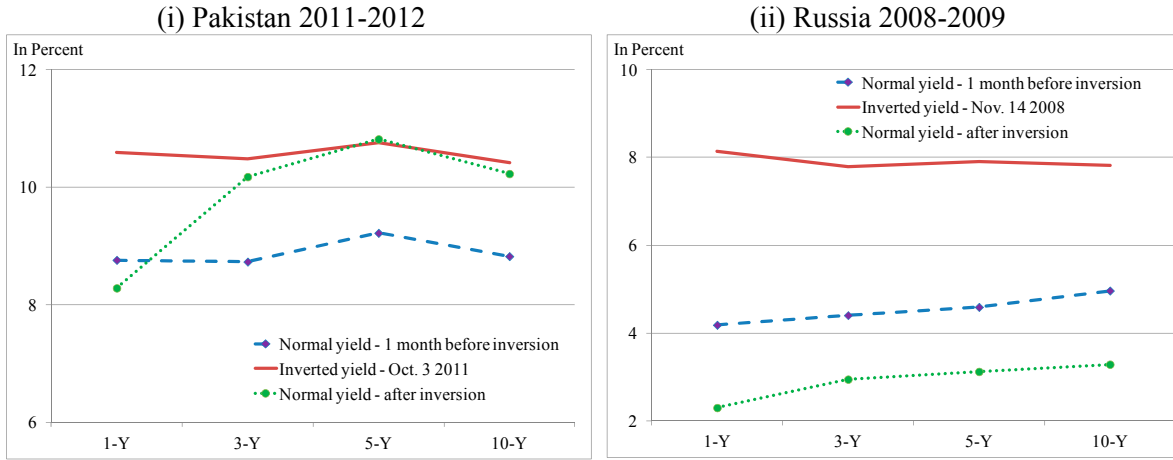 (i) Pakistan 2011-2012
In Percent
12
10
8
6
Normal yield - 1 month before inversion
Inverted yield - Oct. 3 2011
Normal yield - after inversion
1-Y 3-Y 5-Y 10-Y
(ii) Russia 2008-2009
In Percent
10
8
6
4
2
Normal yield - 1 month before inversion
Inverted yield - Nov. 14 2008
Normal yield - after inversion
1-Y 3-Y 5-Y 10-Y